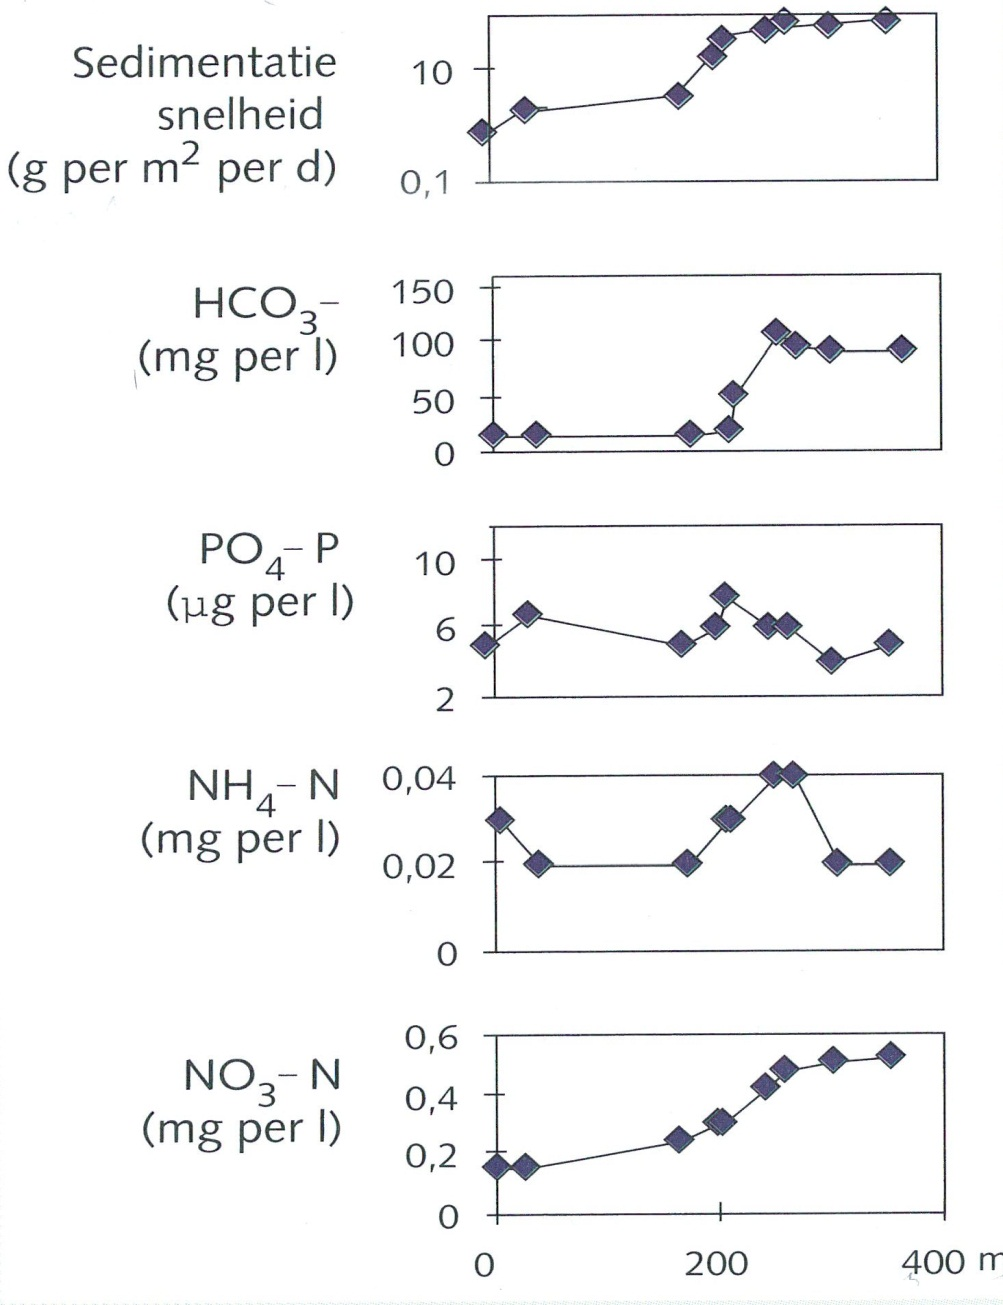 Sedimentatie
snelheid
(g per m2 per d)
10
0,1
HCO3–
(mg per l)
150
100
50
0
PO4– P
(µg per l)
10
6
2
NH4– N
(mg per l)
0,04
0,02
0
NO3– N
(mg per l)
0,6
0,4
0,2
0
0 200 400 m